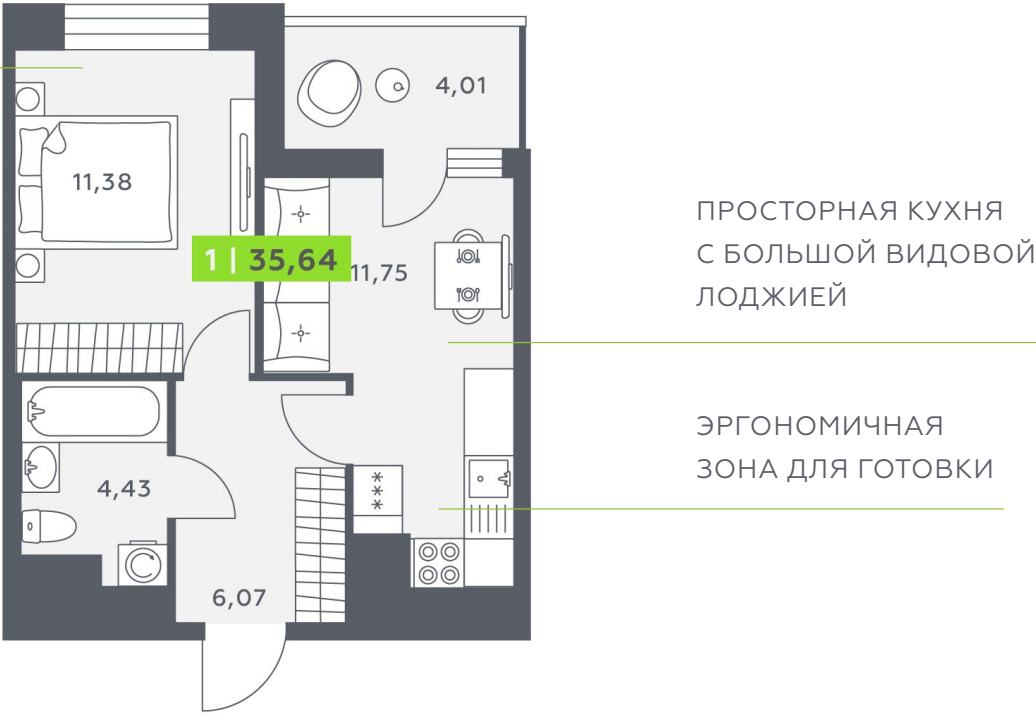 4,01
11,38
1 | 35,64
11,75
ПРОСТОРНАЯ КУХНЯ
С БОЛЬШОЙ ВИДОВОЙ
ЛОДЖИЕЙ
ЭРГОНОМИЧНАЯ
ЗОНА ДЛЯ ГОТОВКИ
4,43
6,07